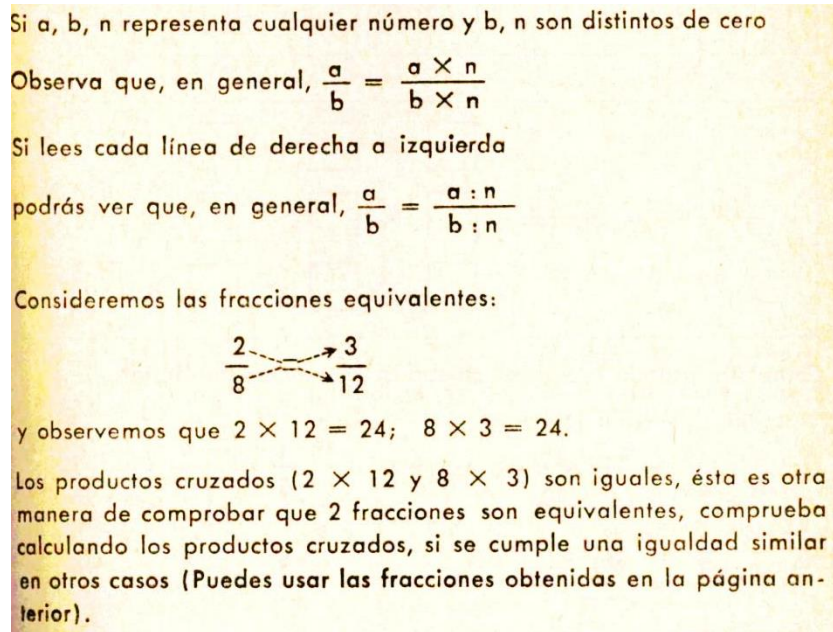 Si a, b, n representa cualquier número y b, n son distintos de cero
Observa que, en general, a/b = a × n / b × n
Si lees cada línea de derecha a izquierda
podrás ver que, en general, a/b = a : n / b : n
Consideremos las fracciones equivalentes:
2/8 = 3/12
y observemos que 2 × 12 = 24; 8 × 3 = 24.
Los productos cruzados (2 × 12 y 8 × 3) son iguales, ésta es otra
manera de comprobar que 2 fracciones son equivalentes, comprueba
calculando los productos cruzados, si se cumple una igualdad similar
en otros casos (Puedes usar las fracciones obtenidas en la página an-
terior).